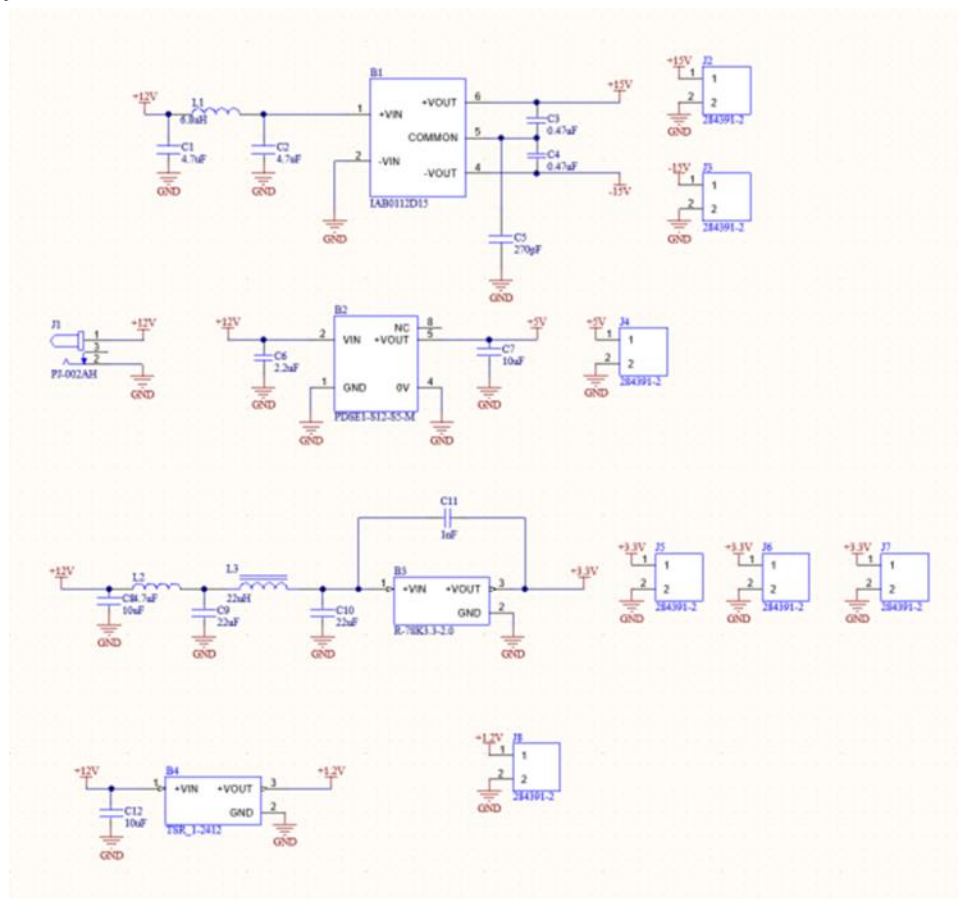 B1
+12V
L1
6.8uH
C1
4.7uF
GND
C2
4.7uF
GND
1
+VIN
2
-VIN
GND
+VOUT
6
COMMON
5
-VOUT
4
IAB0112D15
C3
0.47uF
C4
0.47uF
+15V
-15V
C5
270pF
GND
+15V
J2
1
1
2
2
GND
284391-2
-15V
J3
1
1
2
2
GND
284391-2
J1
1
3
2
PJ-002AH
+12V
GND
+12V
C6
2.2uF
GND
B2
2
VIN
1
GND
GND
NC
8
+VOUT
5
0V
4
GND
PDSE1-S12-S5-M
C7
10uF
GND
+5V
+5V
J4
1
1
2
2
GND
284391-2
+12V
C8
10uF
GND
L2
4.7uF
C9
22uF
GND
L3
22uH
C10
22uF
GND
C11
1nF
B3
1
+VIN
+VOUT
3
GND
2
GND
R-78K3.3-2.0
+3.3V
+3.3V
J5
1
1
2
2
GND
284391-2
+3.3V
J6
1
1
2
2
GND
284391-2
+3.3V
J7
1
1
2
2
GND
284391-2
+12V
C12
10uF
GND
B4
1
+VIN
+VOUT
3
GND
2
GND
TSR_1-2412
+1.2V
+1.2V
J8
1
1
2
2
GND
284391-2